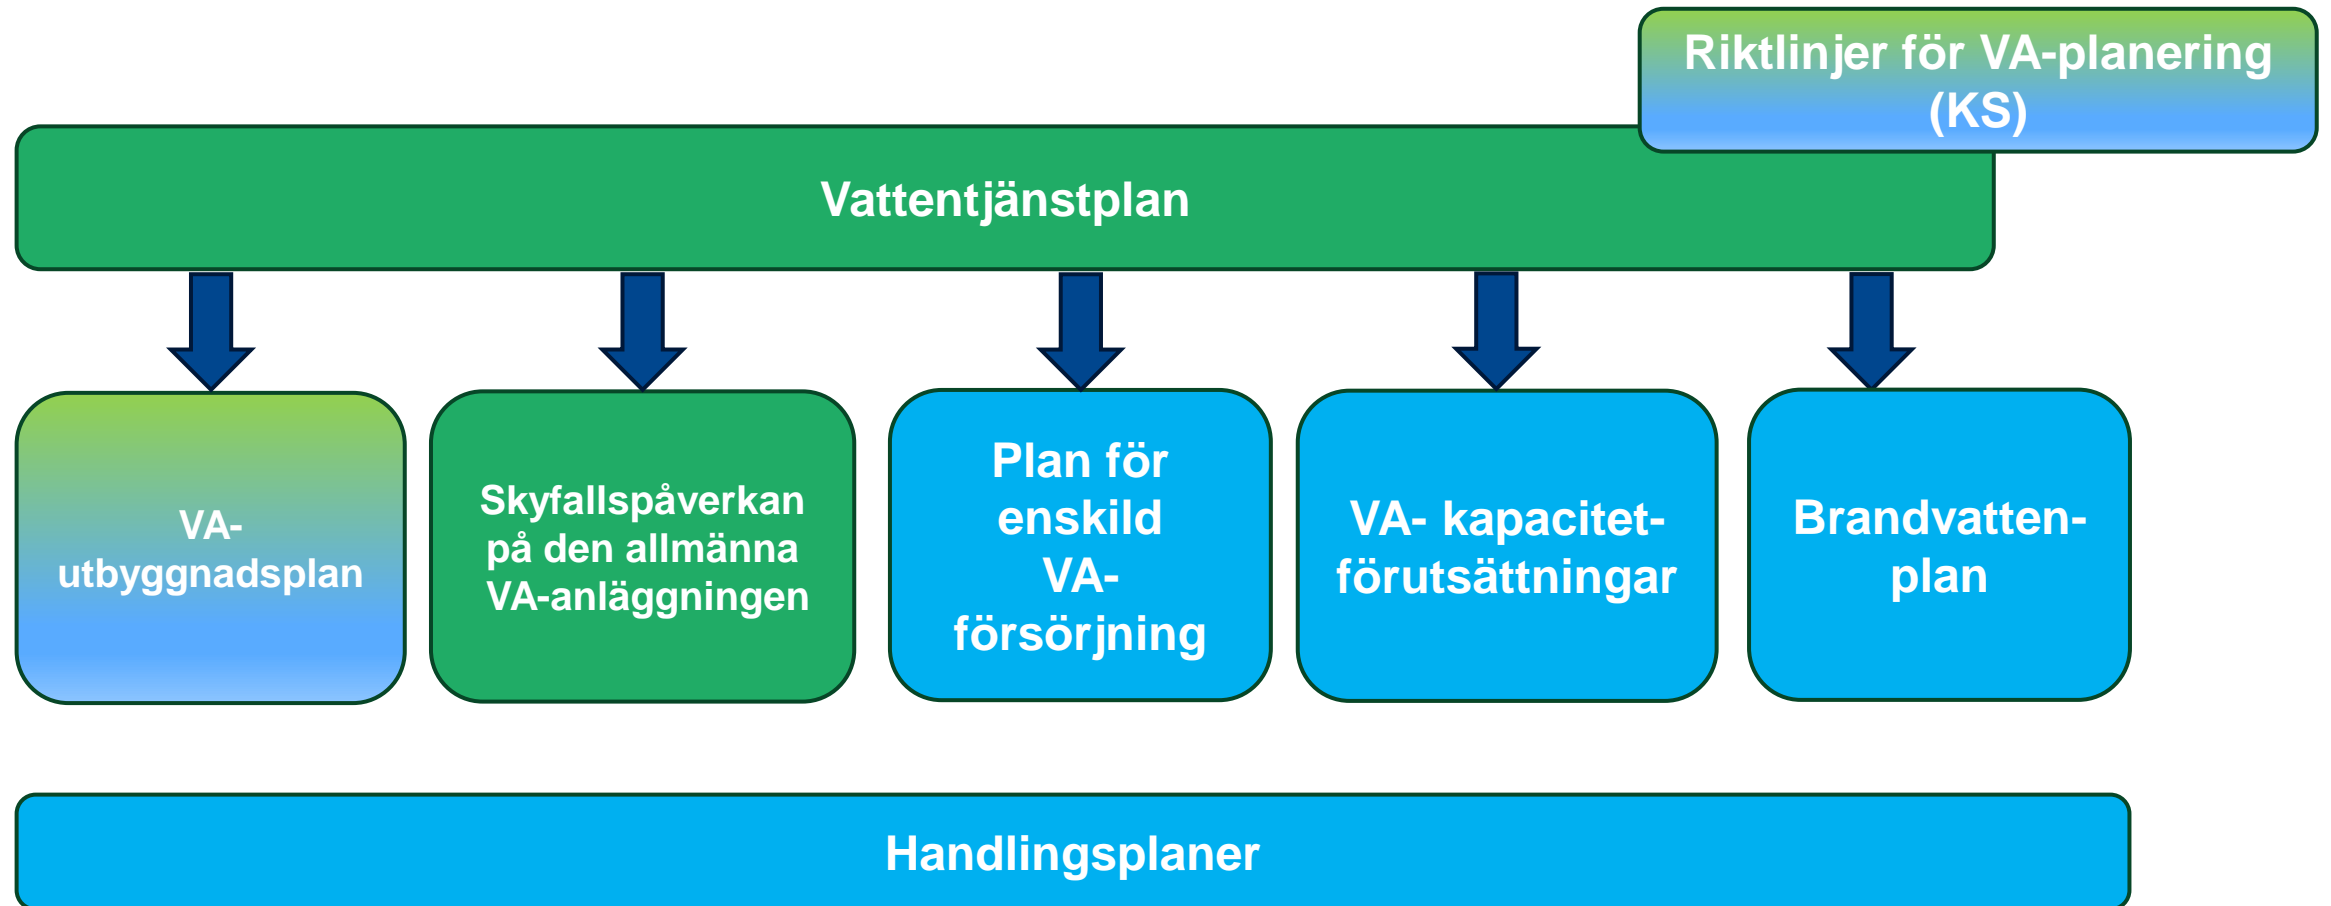 Riktlinjer för VA-planering
(KS)
Vattentjänstplan
VA-
utbyggnadsplan
Skyfallspåverkan
på den allmänna
VA-anläggningen
Plan för
enskild
VA-
försörjning
VA- kapacitet-
förutsättningar
Brandvatten-
plan
Handlingsplaner